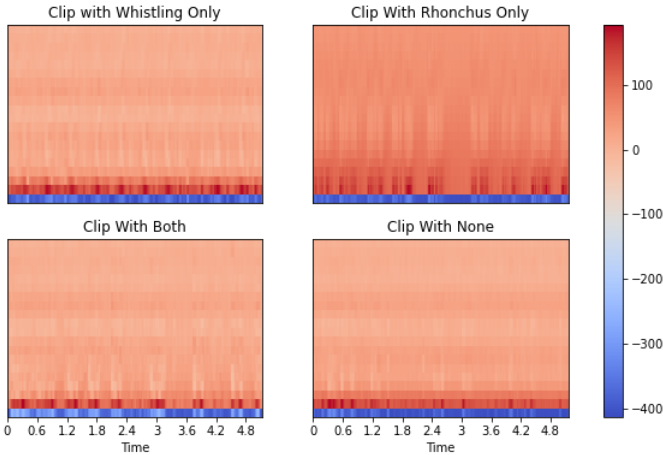 Clip with Whistling Only
Clip With Rhonchus Only
100
0
−100
−200
−300
−400
Clip With Both
Clip With None
0 0.6 1.2 1.8 2.4 3 3.6 4.2 4.8
Time
0 0.6 1.2 1.8 2.4 3 3.6 4.2 4.8
Time